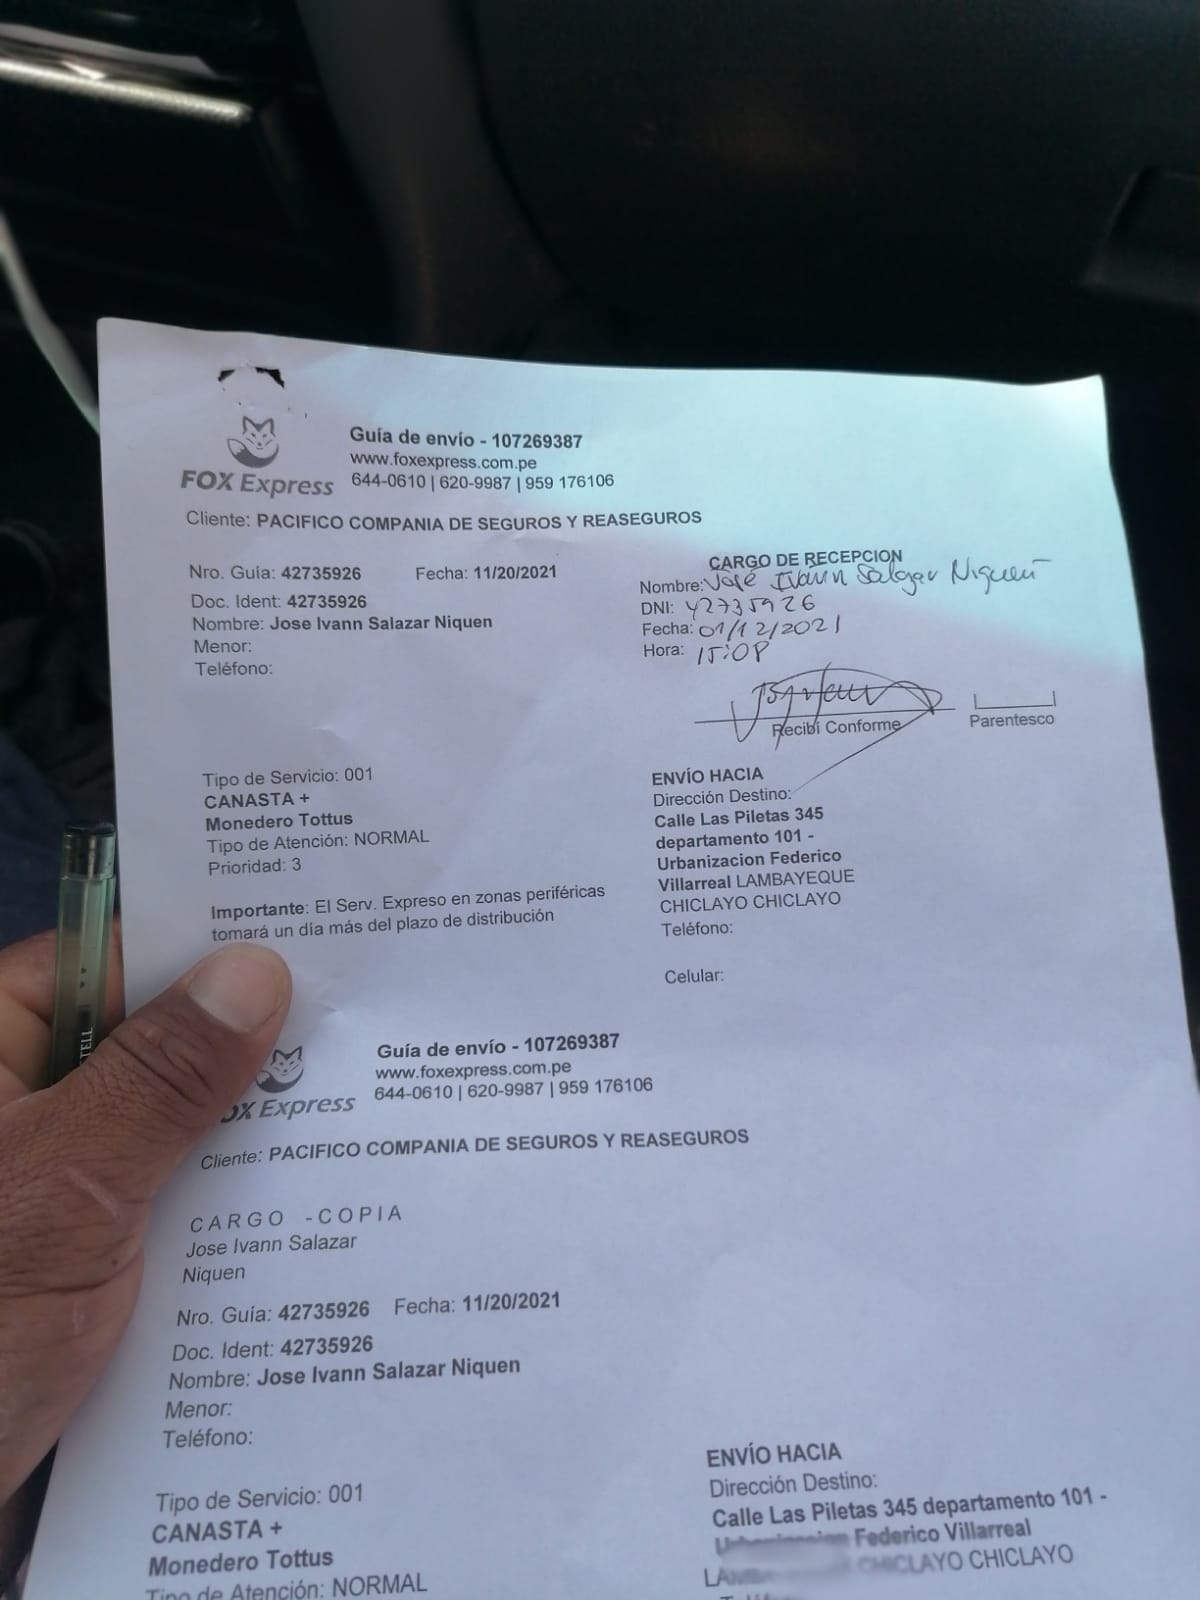 Guía de envío - 107269387
www.foxexpress.com.pe
FOX Express 644-0610 | 620-9987 | 959 176106
Cliente: PACIFICO COMPANIA DE SEGUROS Y REASEGUROS
Nro. Guía: 42735926 Fecha: 11/20/2021
Doc. Ident: 42735926
Nombre: Jose Ivann Salazar Niquen
Menor:
Teléfono:
CARGO DE RECEPCION
Nombre: José Ivann Salazar Niquen
DNI: 42735926
Fecha: 01/12/2021
Hora: 15:08
Recibí Conforme
Parentesco
Tipo de Servicio: 001
CANASTA +
Monedero Tottus
Tipo de Atención: NORMAL
Prioridad: 3
Importante: El Serv. Expreso en zonas periféricas
tomará un día más del plazo de distribución
ENVÍO HACIA
Dirección Destino:
Calle Las Piletas 345
departamento 101 -
Urbanizacion Federico
Villarreal LAMBAYEQUE
CHICLAYO CHICLAYO
Teléfono:
Celular:
Guía de envío - 107269387
www.foxexpress.com.pe
OX Express 644-0610 | 620-9987 | 959 176106
Cliente: PACIFICO COMPANIA DE SEGUROS Y REASEGUROS
CARGO -COPIA
Jose Ivann Salazar
Niquen
Nro. Guía: 42735926 Fecha: 11/20/2021
Doc. Ident: 42735926
Nombre: Jose Ivann Salazar Niquen
Menor:
Teléfono:
Tipo de Servicio: 001
CANASTA +
Monedero Tottus
Tipo de Atención: NORMAL
ENVÍO HACIA
Dirección Destino:
Calle Las Piletas 345 departamento 101 -
Federico Villarreal
CHICLAYO CHICLAYO